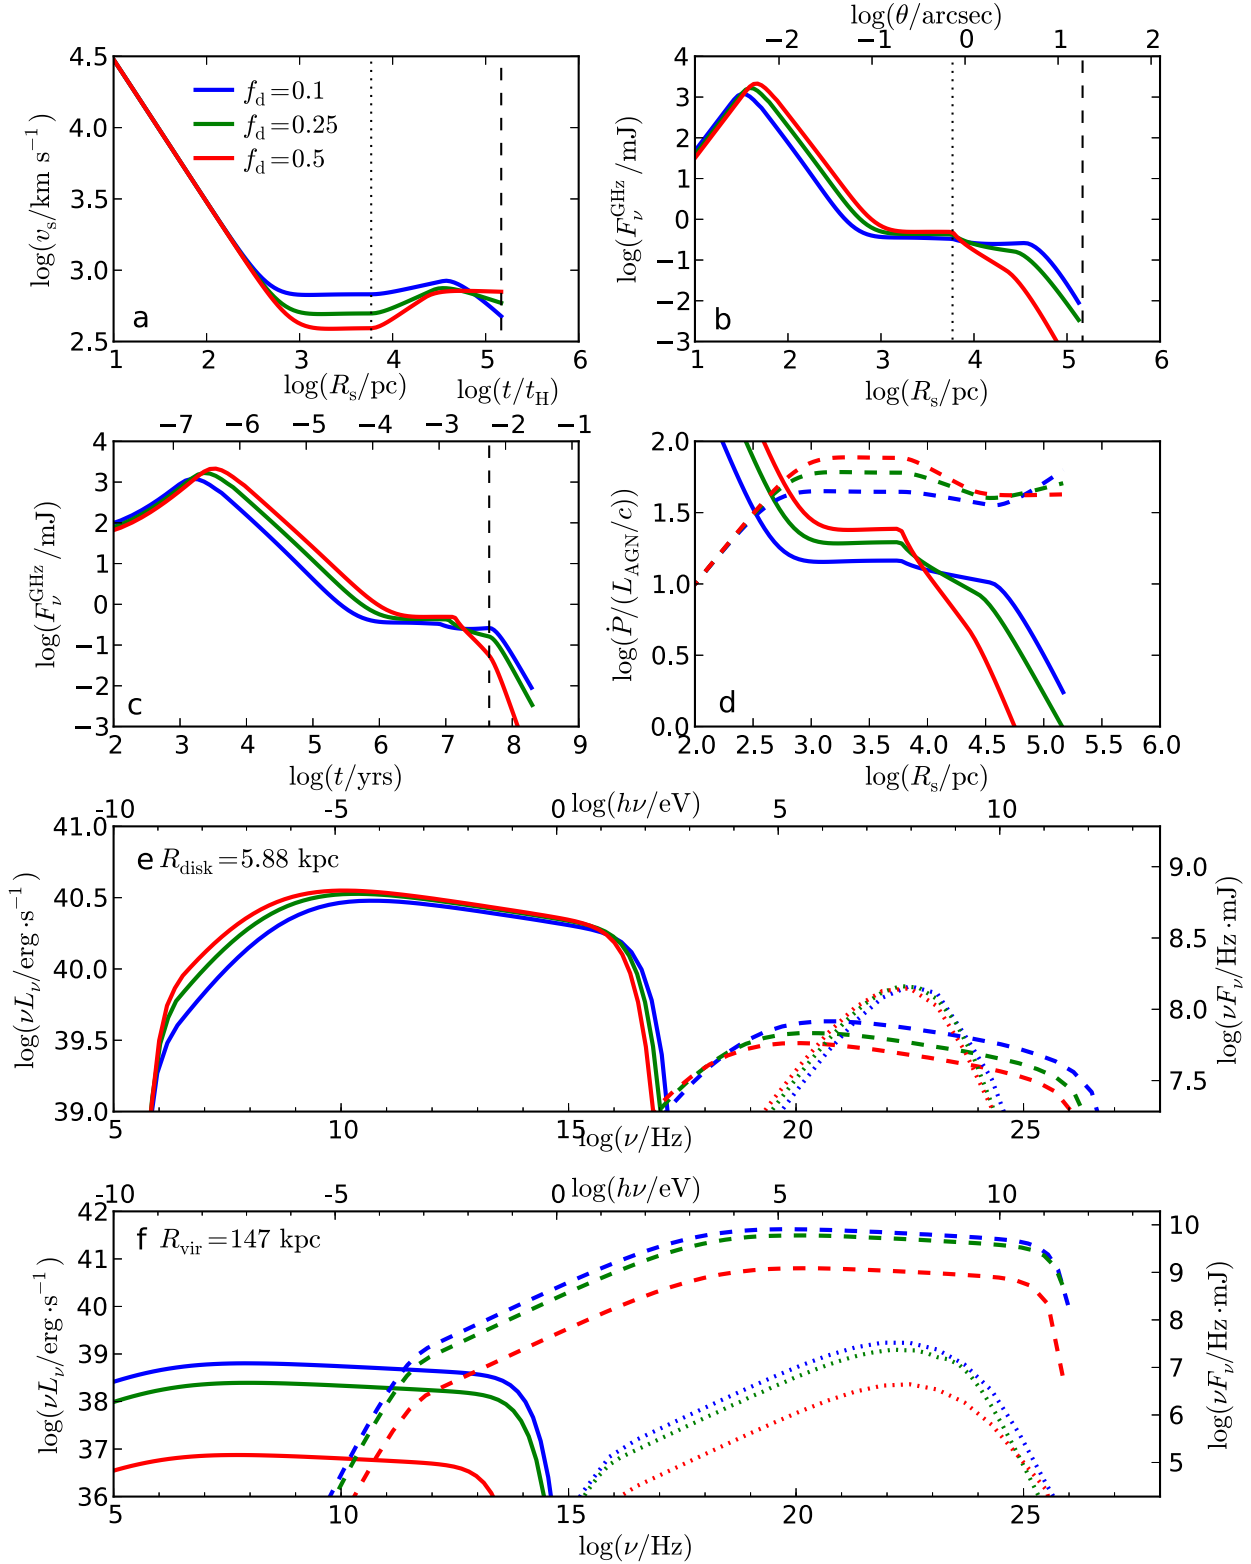 log(θ/arcsec)
−2 −1 0 1 2
4.5
4.0
3.5
3.0
2.5
log(v_s/km s⁻¹)
f_d=0.1
f_d=0.25
f_d=0.5
a
1 2 3 4 5 6
log(R_s/pc)
4
3
2
1
0
−1
−2
−3
log(F_ν^GHz/mJ)
b
1 2 3 4 5 6
log(R_s/pc)
log(t/t_H)
−7 −6 −5 −4 −3 −2 −1
4
3
2
1
0
−1
−2
−3
log(F_ν^GHz/mJ)
c
2 3 4 5 6 7 8 9
log(t/yrs)
2.0
1.5
1.0
0.5
0.0
log(Ṗ/(L_AGN/c))
d
2.0 2.5 3.0 3.5 4.0 4.5 5.0 5.5 6.0
log(R_s/pc)
-10 -5 0 5 10
log(hν/eV)
41.0
40.5
40.0
39.5
39.0
log(νL_ν/erg·s⁻¹)
e R_disk=5.88 kpc
9.0
8.5
8.0
7.5
log(νF_ν/Hz·mJ)
5 10 15 20 25
log(ν/Hz)
-10 -5 0 5 10
log(hν/eV)
42
41
40
39
38
37
36
log(νL_ν/erg·s⁻¹)
f R_vir=147 kpc
10
9
8
7
6
5
log(νF_ν/Hz·mJ)
5 10 15 20 25
log(ν/Hz)